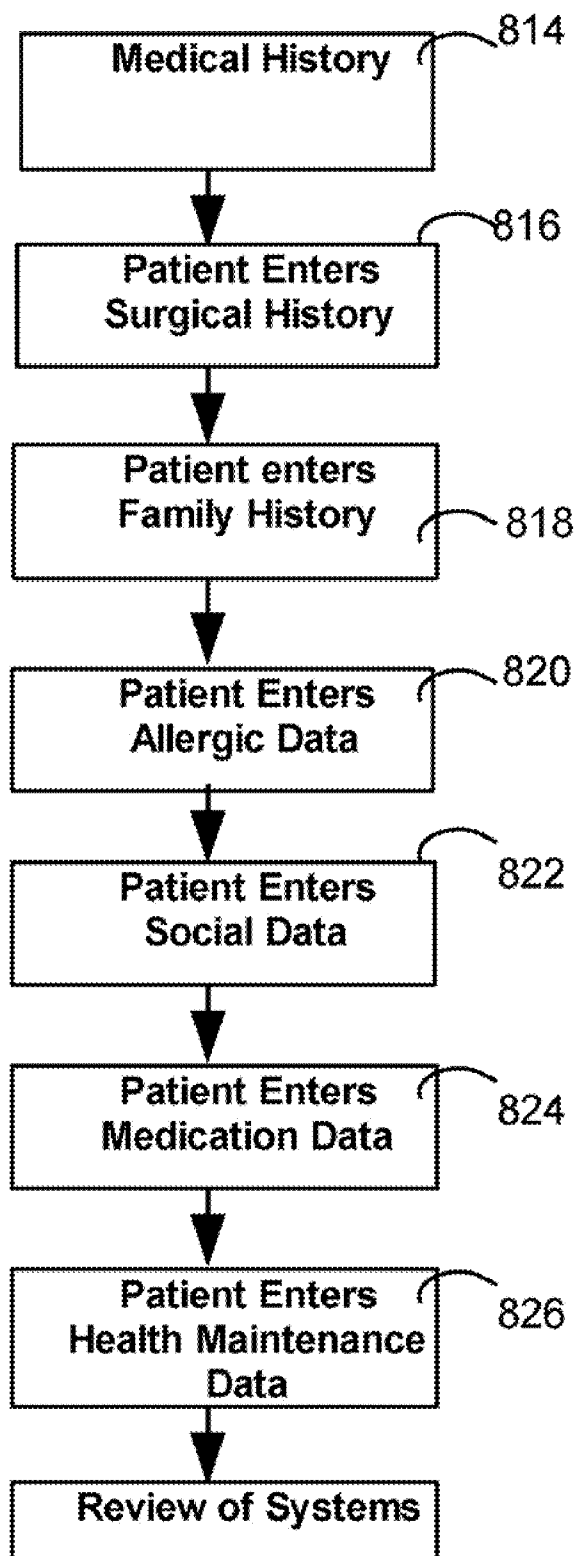 Medical History
814
816
Patient Enters
Surgical History
Patient enters
Family History
818
820
Patient Enters
Allergic Data
Patient Enters
Social Data
822
Patient Enters
Medication Data
824
Patient Enters
Health Maintenance
Data
826
Review of Systems